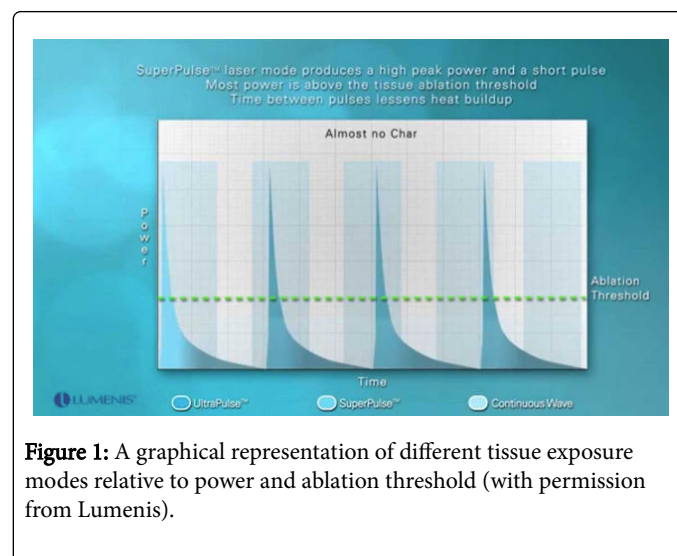 SuperPulse™ laser mode produces a high peak power and a short pulse
Most power is above the tissue ablation threshold
Time between pulses lessens heat buildup
Almost no Char
Power
Ablation
Threshold
Time
LUMENIS®
UltraPulse™
SuperPulse™
Continuous Wave
Figure 1: A graphical representation of different tissue exposure
modes relative to power and ablation threshold (with permission
from Lumenis).